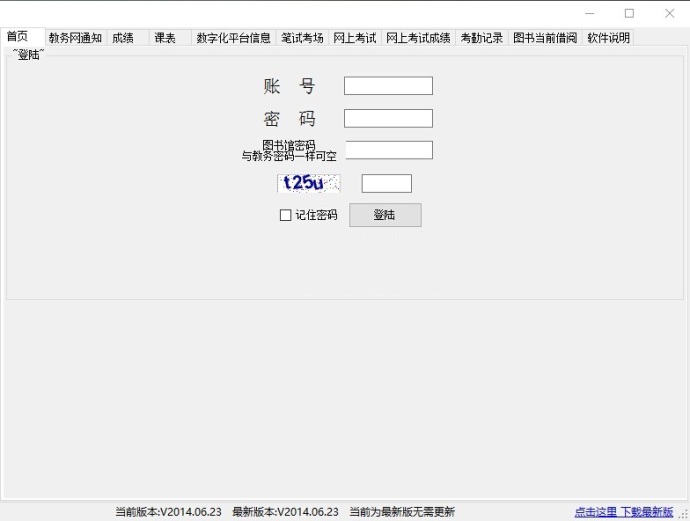 首页 教务网通知 成绩 课表 数字化平台信息 笔试考场 网上考试 网上考试成绩 考勤记录 图书当前借阅 软件说明
~登陆~
账 号
密 码
图书馆密码
与教务密码一样可空
t25u
记住密码 登陆
当前版本:V2014.06.23 最新版本:V2014.06.23 当前为最新版无需更新 点击这里 下载最新版